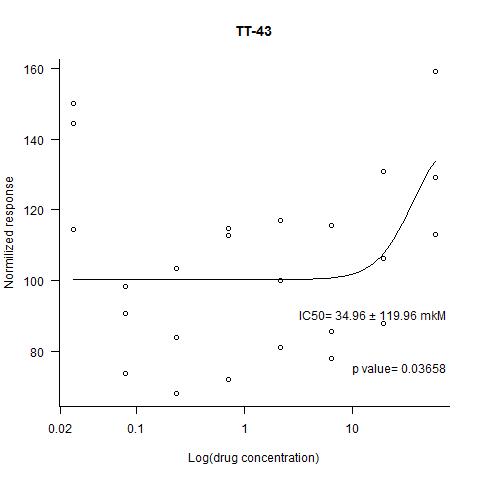 TT-43
160
140
120
100
80
Normilized response
IC50= 34.96 ± 119.96 mkM
p value= 0.03658
0.02 0.1 1 10
Log(drug concentration)